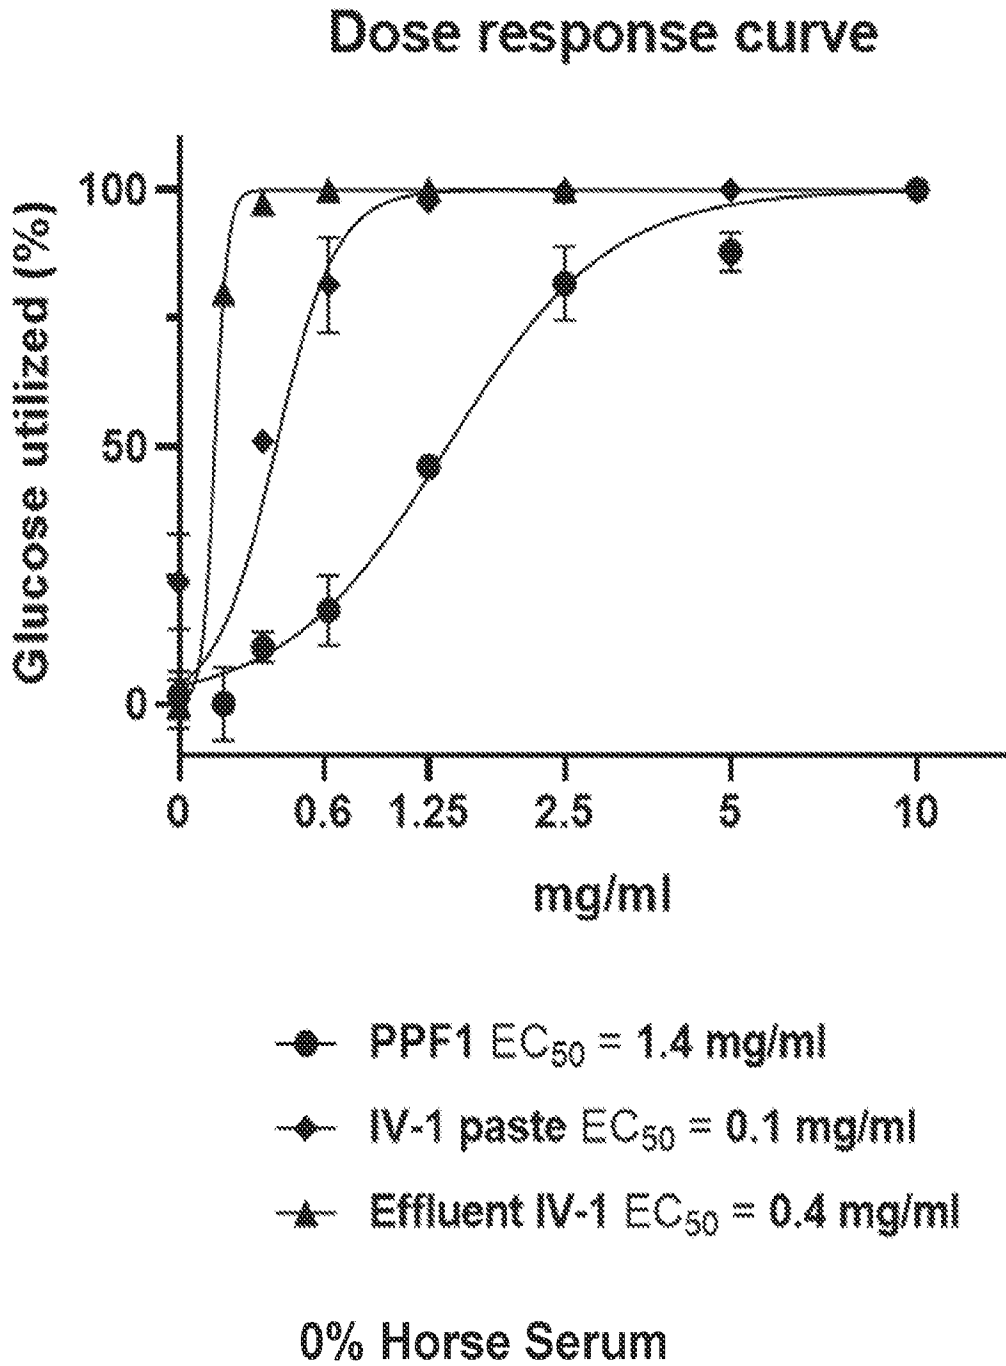 Dose response curve
Glucose utilized (%)
100
50
0
0 0.6 1.25 2.5 5 10
mg/ml
PPF1 EC50 = 1.4 mg/ml
IV-1 paste EC50 = 0.1 mg/ml
Effluent IV-1 EC50 = 0.4 mg/ml
0% Horse Serum